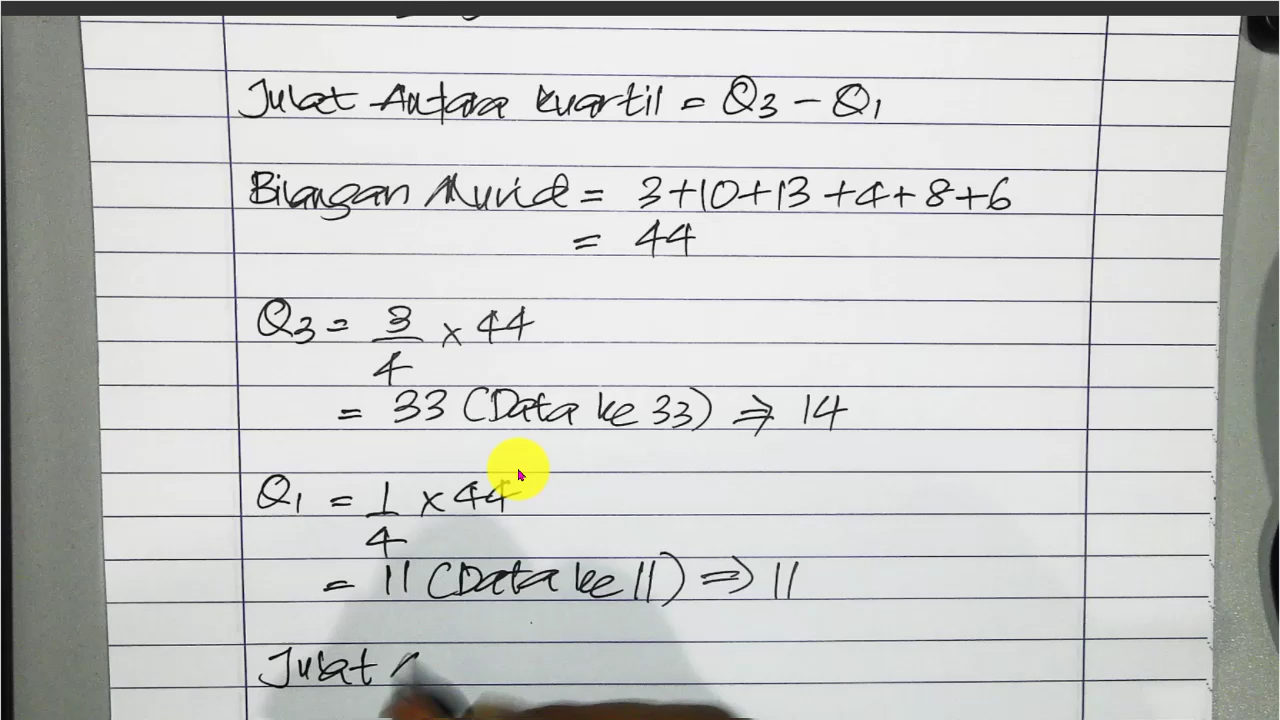 Julat Antara Kuartil = Q3 - Q1
Bilangan Murid = 3+10+13+4+8+6
= 44
Q3 = 3/4 × 44
= 33 (Data ke 33) ⇒ 14
Q1 = 1/4 × 44
= 11 (Data ke 11) ⇒ 11
Julat